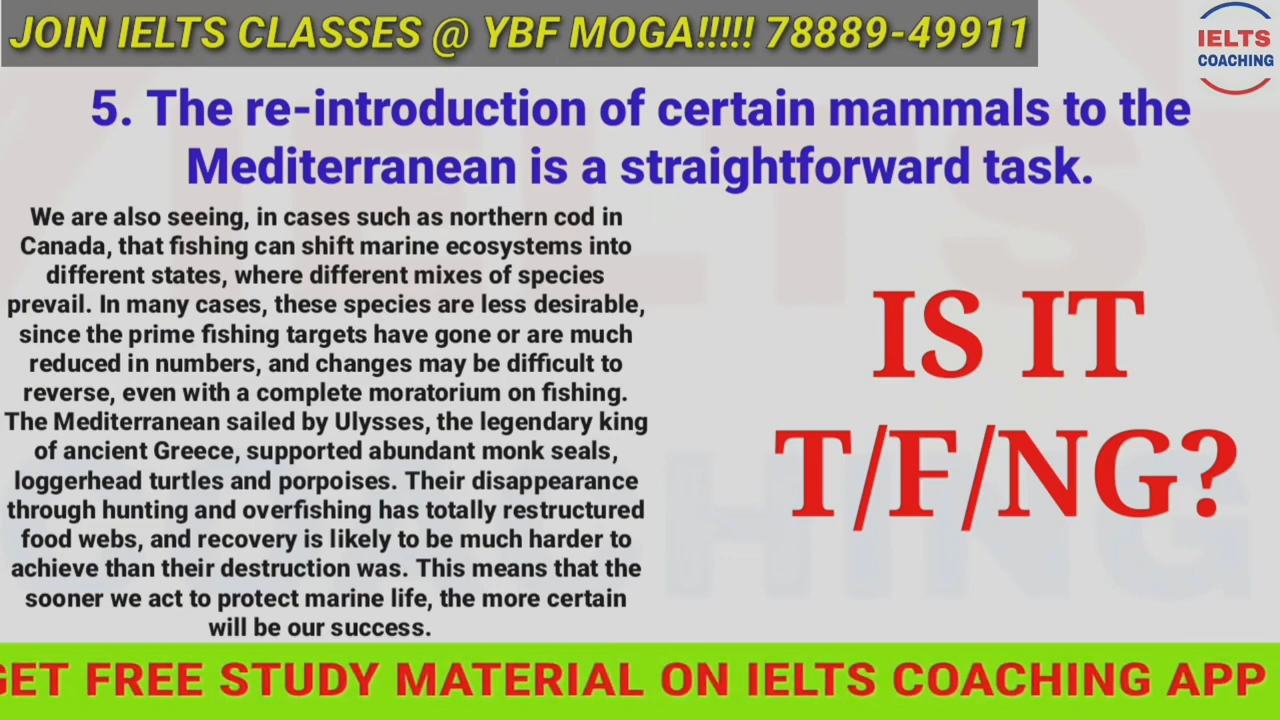 JOIN IELTS CLASSES @ YBF MOGA!!!!! 78889-49911
IELTS
COACHING
5. The re-introduction of certain mammals to the
Mediterranean is a straightforward task.
We are also seeing, in cases such as northern cod in
Canada, that fishing can shift marine ecosystems into
different states, where different mixes of species
prevail. In many cases, these species are less desirable,
since the prime fishing targets have gone or are much
reduced in numbers, and changes may be difficult to
reverse, even with a complete moratorium on fishing.
The Mediterranean sailed by Ulysses, the legendary king
of ancient Greece, supported abundant monk seals,
loggerhead turtles and porpoises. Their disappearance
through hunting and overfishing has totally restructured
food webs, and recovery is likely to be much harder to
achieve than their destruction was. This means that the
sooner we act to protect marine life, the more certain
will be our success.
IS IT
T/F/NG?
GET FREE STUDY MATERIAL ON IELTS COACHING APP